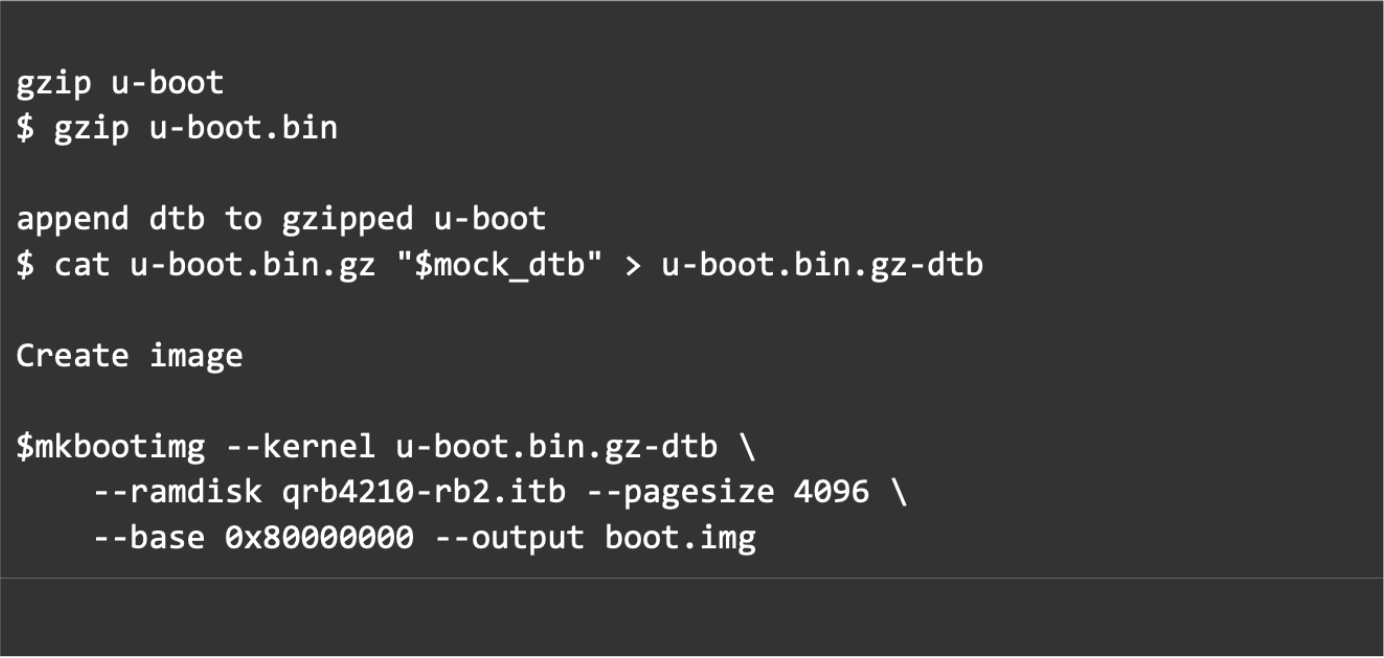 gzip u-boot
$ gzip u-boot.bin
append dtb to gzipped u-boot
$ cat u-boot.bin.gz "$mock_dtb" > u-boot.bin.gz-dtb
Create image
$mkbootimg --kernel u-boot.bin.gz-dtb \
    --ramdisk qrb4210-rb2.itb --pagesize 4096 \
    --base 0x80000000 --output boot.img